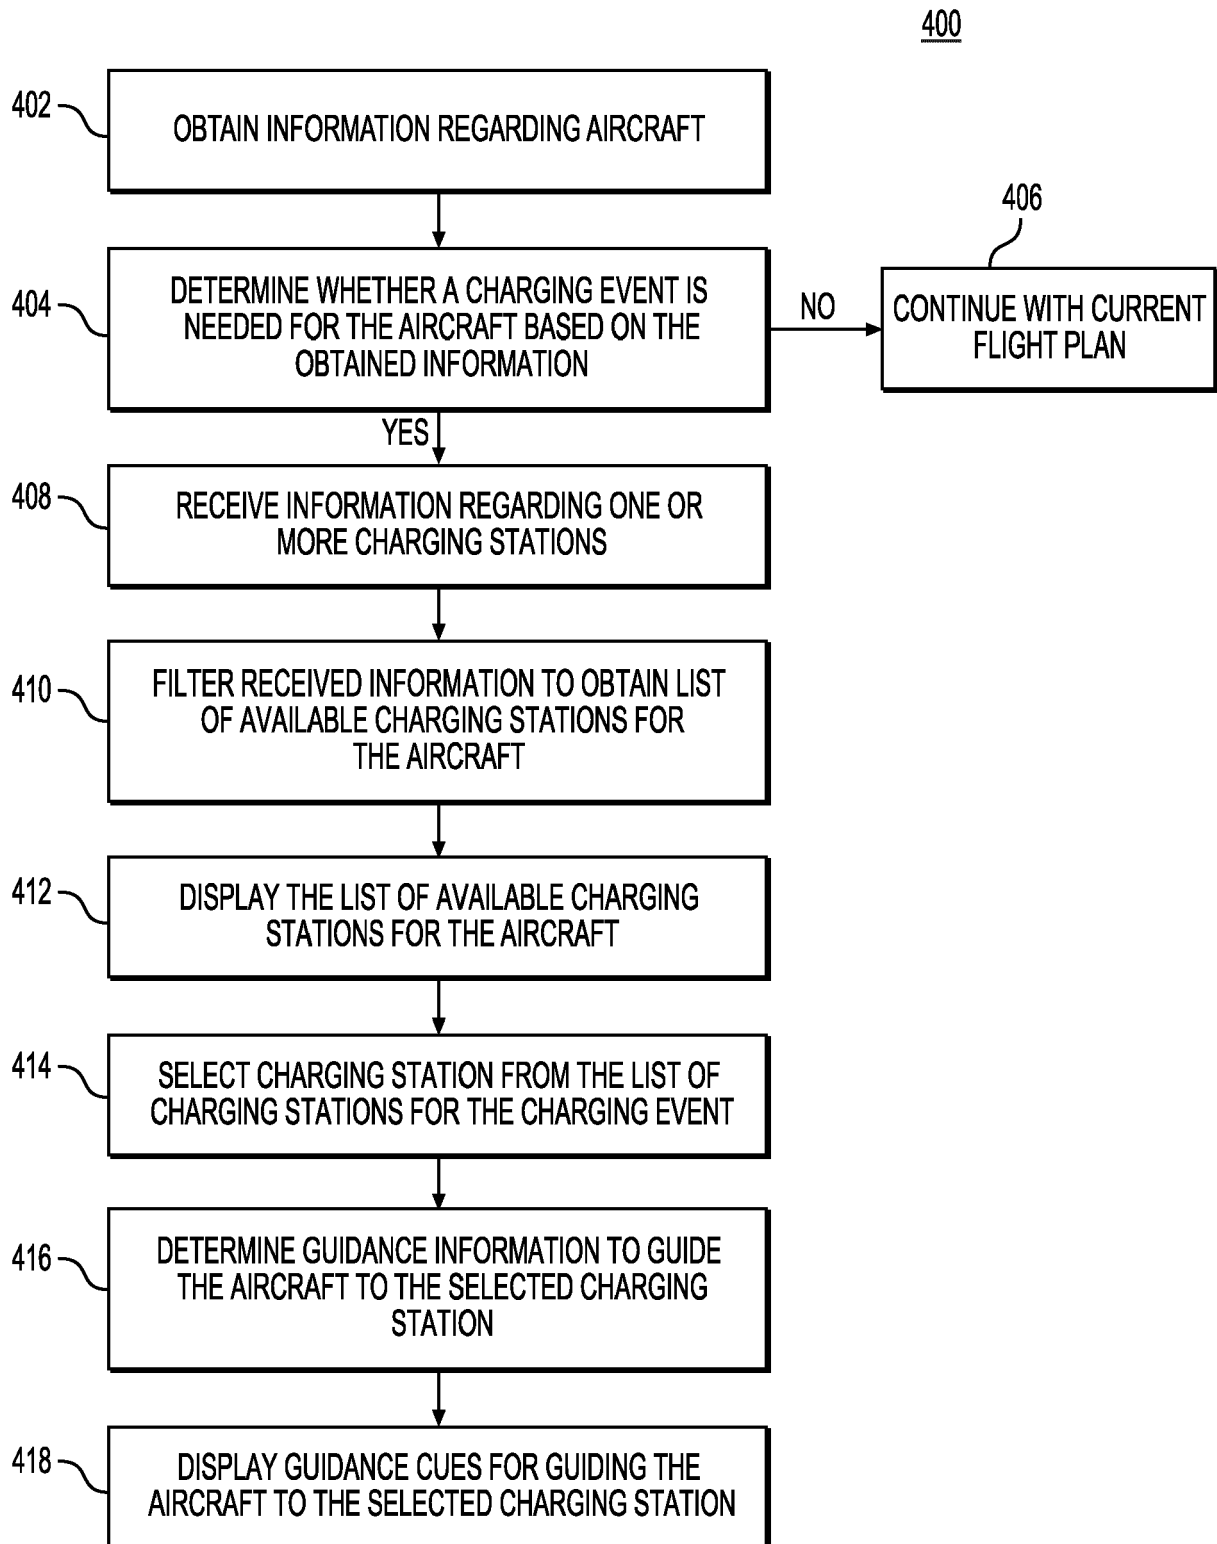 400
402
OBTAIN INFORMATION REGARDING AIRCRAFT
404
DETERMINE WHETHER A CHARGING EVENT IS
NEEDED FOR THE AIRCRAFT BASED ON THE
OBTAINED INFORMATION
NO
406
CONTINUE WITH CURRENT
FLIGHT PLAN
YES
408
RECEIVE INFORMATION REGARDING ONE OR
MORE CHARGING STATIONS
410
FILTER RECEIVED INFORMATION TO OBTAIN LIST
OF AVAILABLE CHARGING STATIONS FOR
THE AIRCRAFT
412
DISPLAY THE LIST OF AVAILABLE CHARGING
STATIONS FOR THE AIRCRAFT
414
SELECT CHARGING STATION FROM THE LIST OF
CHARGING STATIONS FOR THE CHARGING EVENT
416
DETERMINE GUIDANCE INFORMATION TO GUIDE
THE AIRCRAFT TO THE SELECTED CHARGING
STATION
418
DISPLAY GUIDANCE CUES FOR GUIDING THE
AIRCRAFT TO THE SELECTED CHARGING STATION